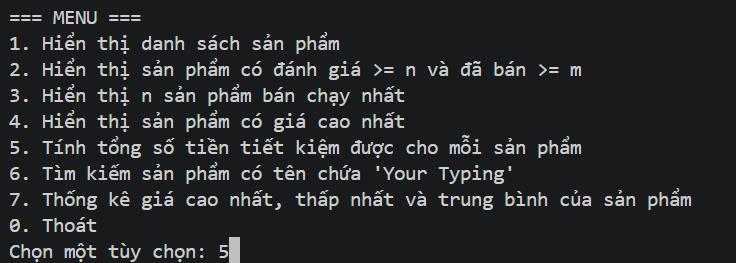 === MENU ===
1. Hiển thị danh sách sản phẩm
2. Hiển thị sản phẩm có đánh giá >= n và đã bán >= m
3. Hiển thị n sản phẩm bán chạy nhất
4. Hiển thị sản phẩm có giá cao nhất
5. Tính tổng số tiền tiết kiệm được cho mỗi sản phẩm
6. Tìm kiếm sản phẩm có tên chứa 'Your Typing'
7. Thống kê giá cao nhất, thấp nhất và trung bình của sản phẩm
0. Thoát
Chọn một tùy chọn: 5